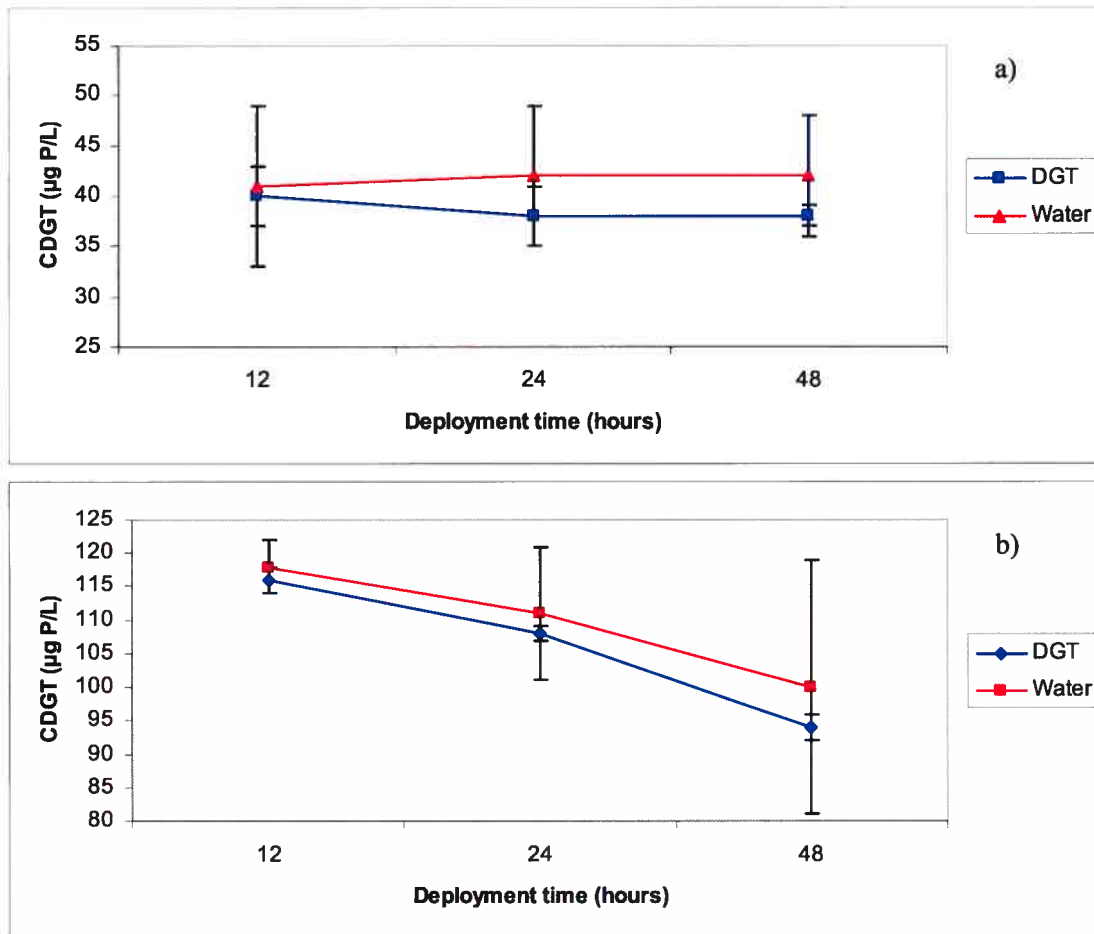 55
50
45
40
35
30
25
CDGT (µg P/L)
12 24 48
Deployment time (hours)
a)
DGT
Water
125
120
115
110
105
100
95
90
85
80
CDGT (µg P/L)
12 24 48
Deployment time (hours)
b)
DGT
Water